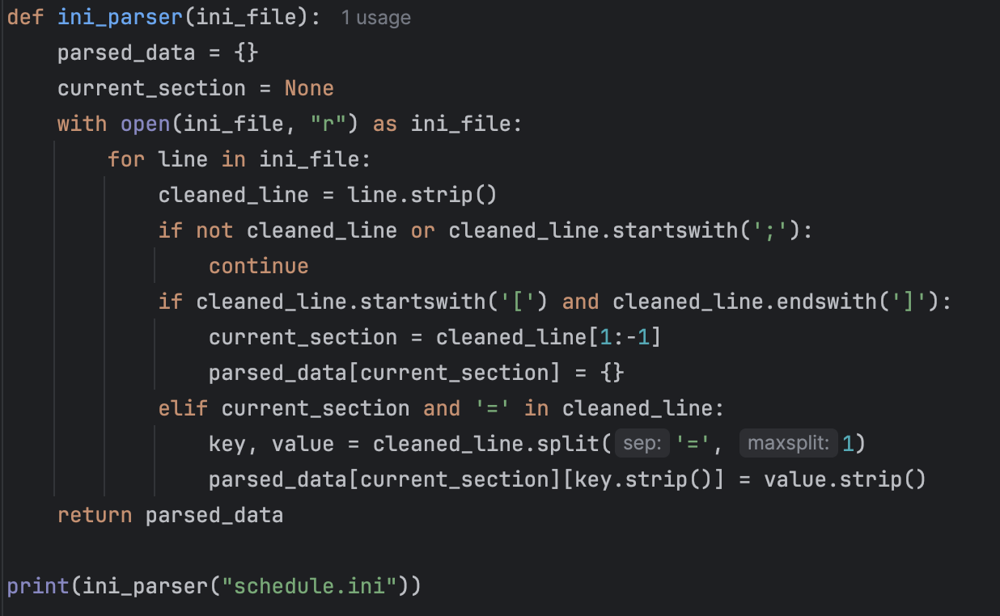 def ini_parser(ini_file): 1 usage
    parsed_data = {}
    current_section = None
    with open(ini_file, "r") as ini_file:
        for line in ini_file:
            cleaned_line = line.strip()
            if not cleaned_line or cleaned_line.startswith(';'):
                continue
            if cleaned_line.startswith('[') and cleaned_line.endswith(']'):
                current_section = cleaned_line[1:-1]
                parsed_data[current_section] = {}
            elif current_section and '=' in cleaned_line:
                key, value = cleaned_line.split( sep: '=', maxsplit: 1)
                parsed_data[current_section][key.strip()] = value.strip()
    return parsed_data

print(ini_parser("schedule.ini"))